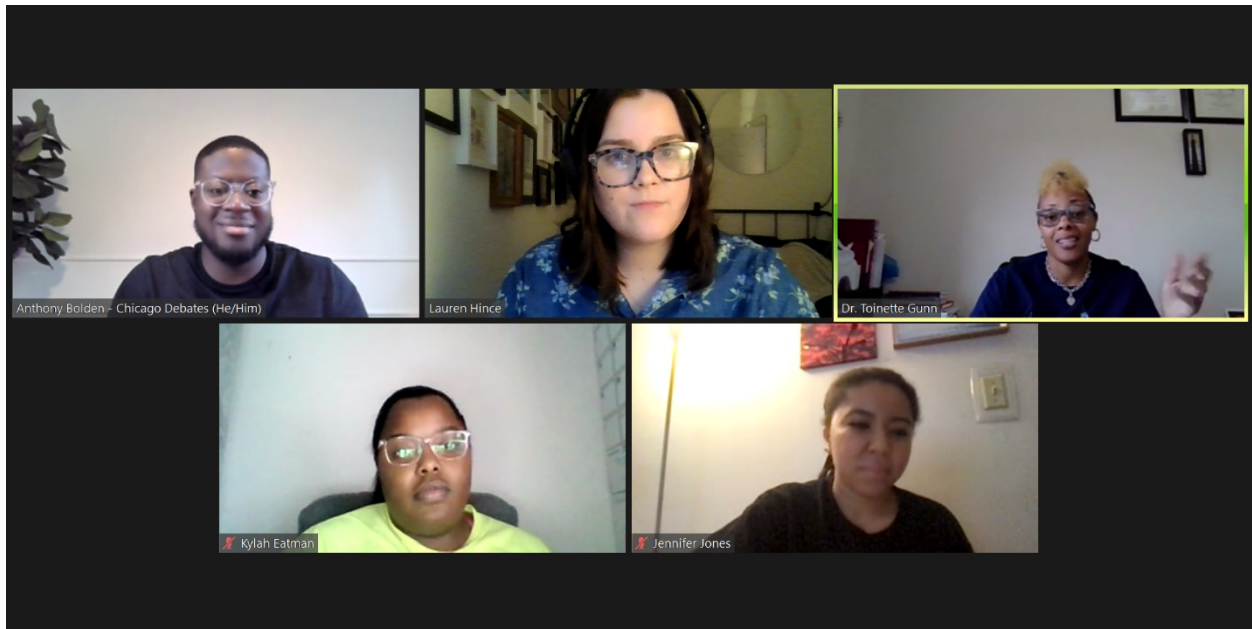 Anthony Bolden - Chicago Debates (He/Him)
Lauren Hince
Dr. Toinette Gunn
Kylah Eatman
Jennifer Jones